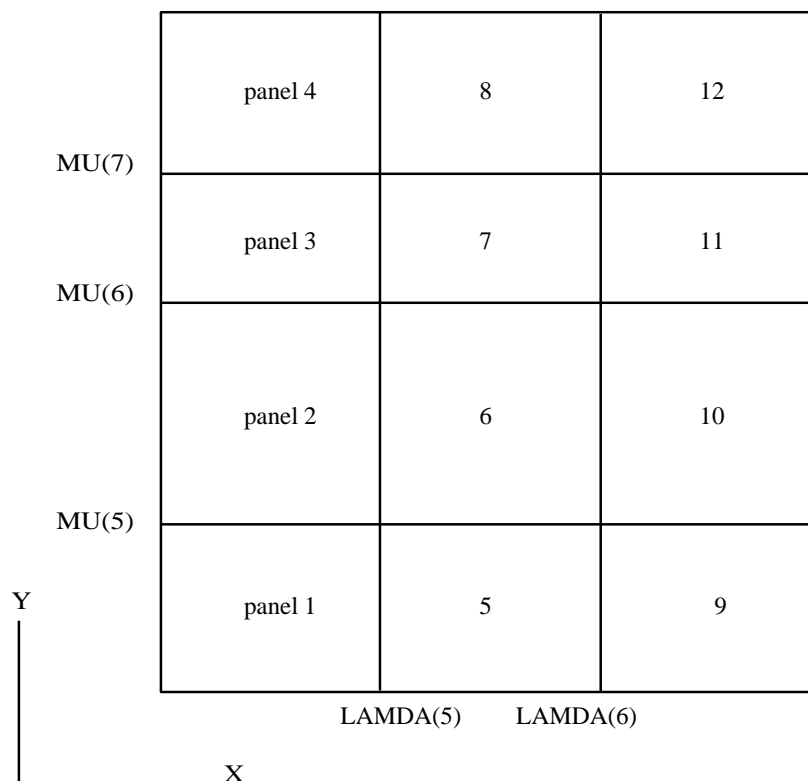 panel 4 8 12
MU(7)
panel 3 7 11
MU(6)
panel 2 6 10
MU(5)
Y
panel 1 5 9
LAMDA(5) LAMDA(6)
X